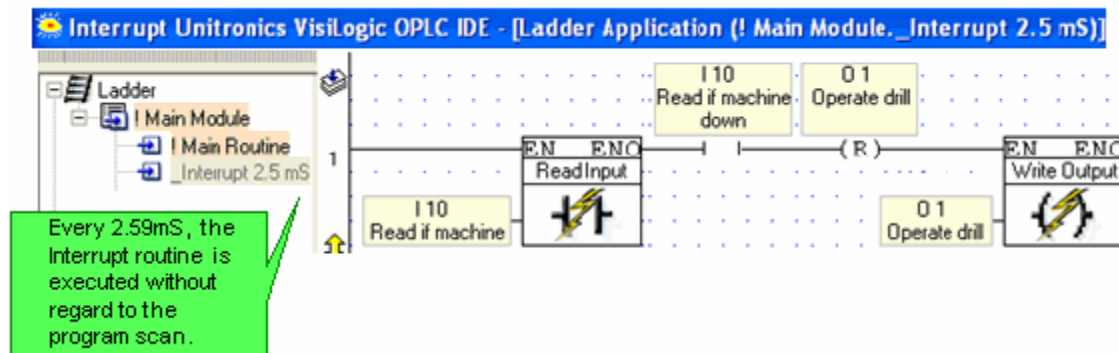 Interrupt Unitronics VisiLogic OPLC IDE - [Ladder Application (! Main Module._Interrupt 2.5 mS)]
Ladder
! Main Module
! Main Routine
_Interrupt 2.5 mS
Every 2.59mS, the
Interrupt routine is
executed without
regard to the
program scan.
1
I 10
Read if machine
down
O 1
Operate drill
EN ENO
Read Input
( R )
EN ENO
Write Output
I 10
Read if machine
O 1
Operate drill